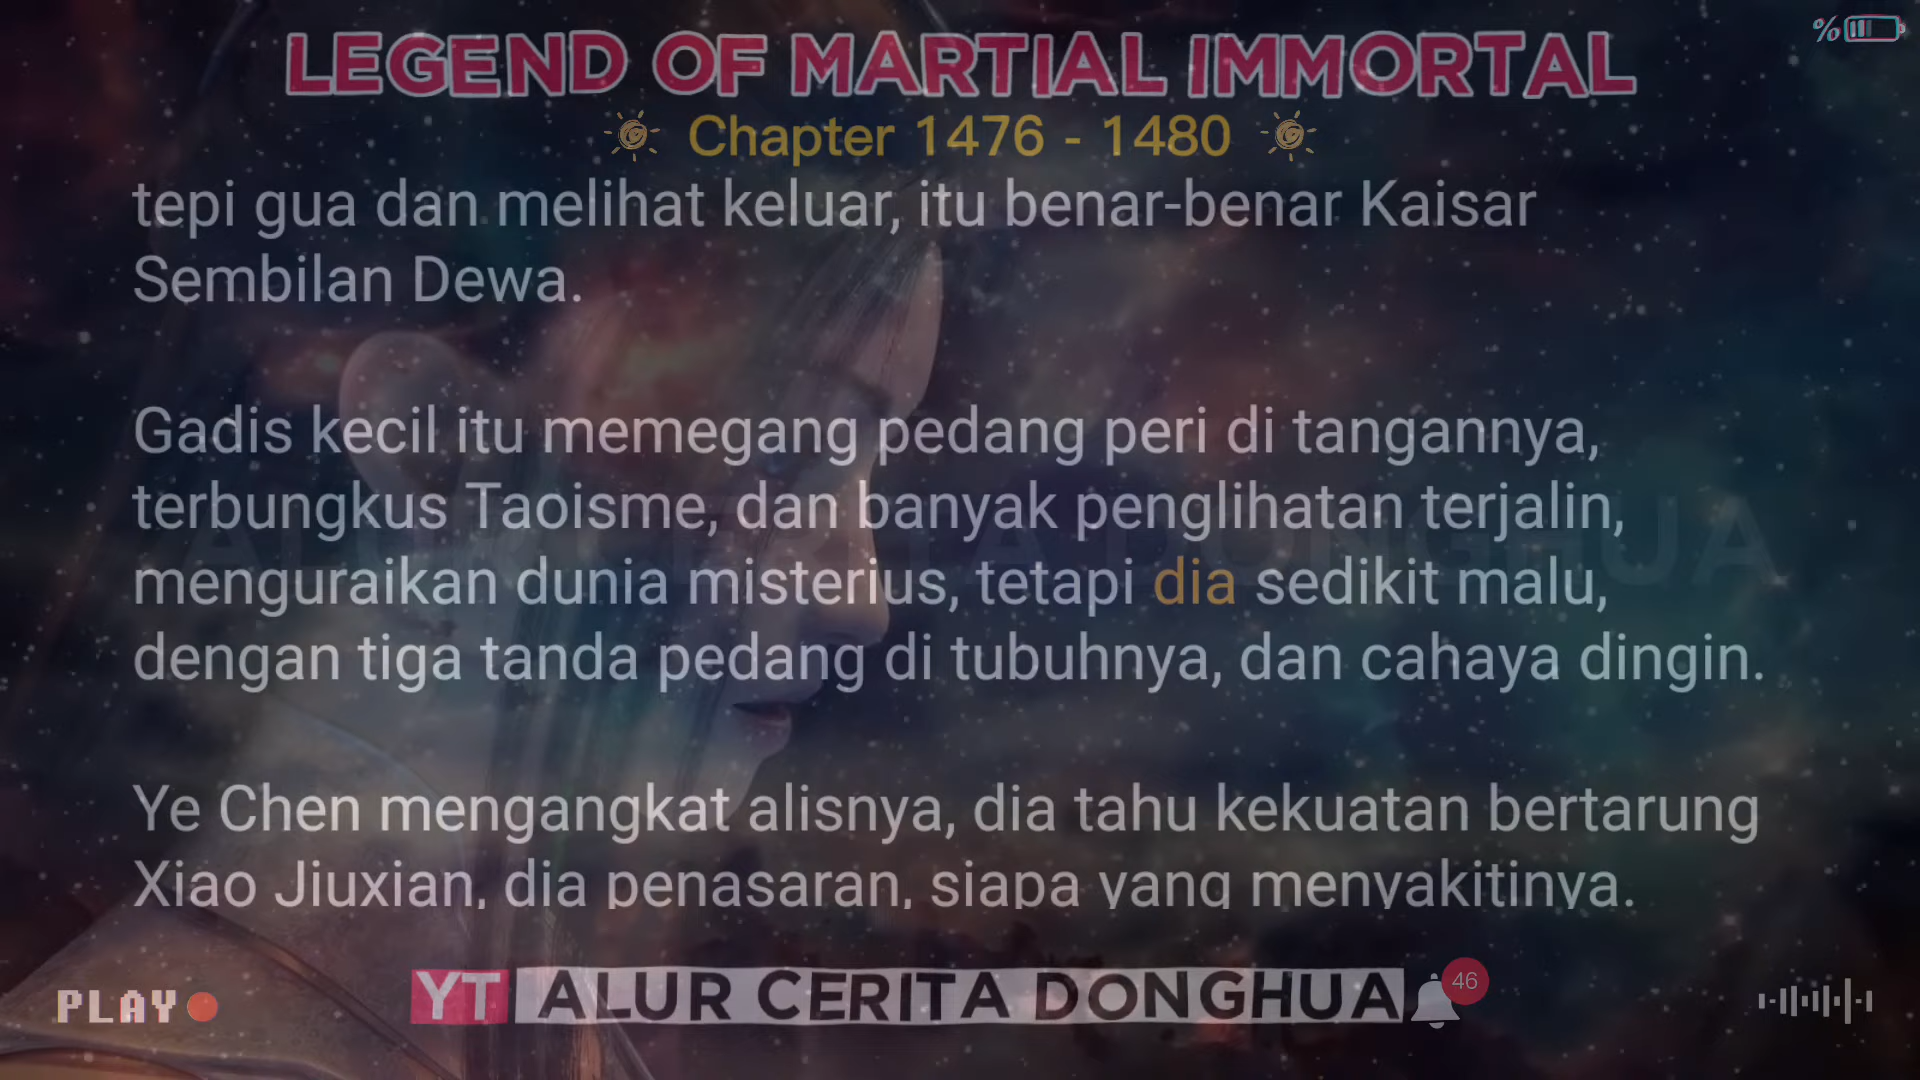 LEGEND OF MARTIAL IMMORTAL
%
Chapter 1476 - 1480
tepi gua dan melihat keluar, itu benar-benar Kaisar
Sembilan Dewa.
Gadis kecil itu memegang pedang peri di tangannya,
terbungkus Taoisme, dan banyak penglihatan terjalin,
menguraikan dunia misterius, tetapi dia sedikit malu,
dengan tiga tanda pedang di tubuhnya, dan cahaya dingin.
ALUR CERITA DONGHUA
Ye Chen mengangkat alisnya, dia tahu kekuatan bertarung
Xiao Jiuxian, dia penasaran, siapa yang menyakitinya.
PLAY
YT ALUR CERITA DONGHUA
46